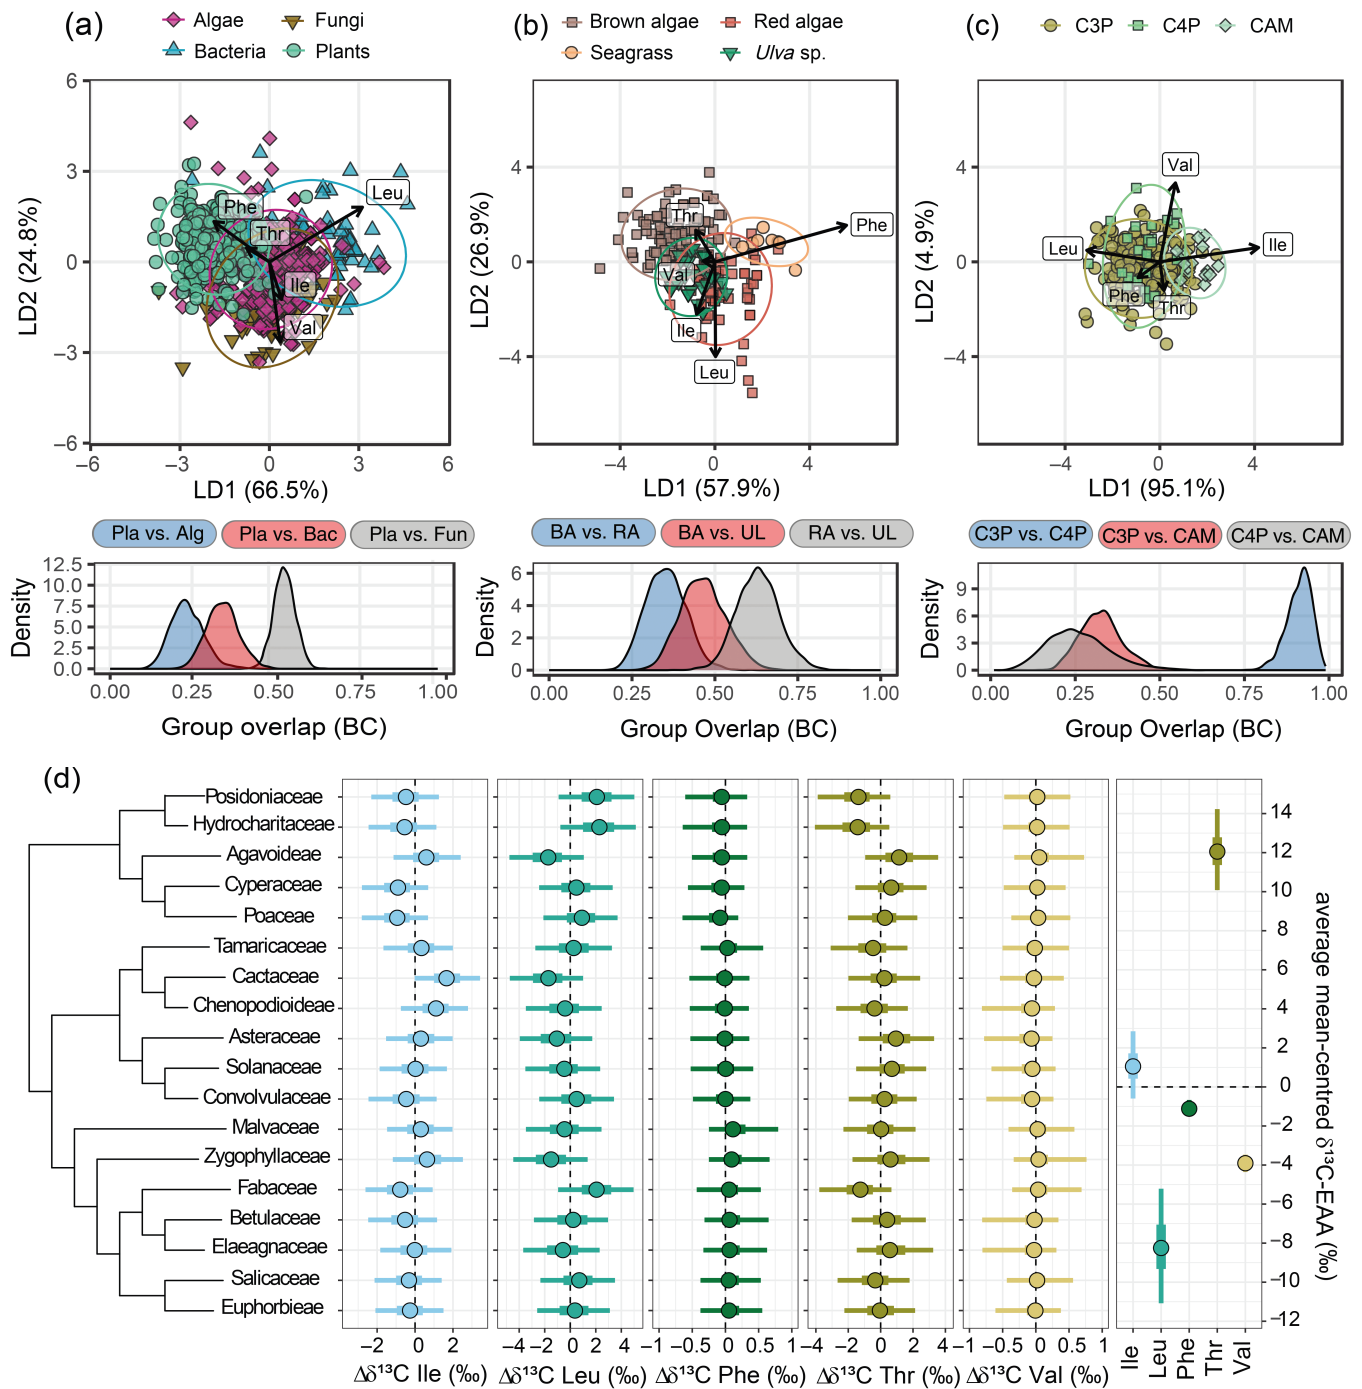 (a)
Algae
Fungi
Bacteria
Plants
6
3
0
−3
−6
LD2 (24.8%)
Phe
Leu
Thr
Ile
Val
−6
−3
0
3
6
LD1 (66.5%)
(b)
Brown algae
Red algae
Seagrass
Ulva sp.
4
0
−4
LD2 (26.9%)
Thr
Phe
Val
Ile
Leu
−4
0
4
LD1 (57.9%)
(c)
C3P
C4P
CAM
4
0
−4
LD2 (4.9%)
Val
Leu
Ile
Phe
Thr
−4
0
4
LD1 (95.1%)
Pla vs. Alg
Pla vs. Bac
Pla vs. Fun
12.5
10.0
7.5
5.0
2.5
0.0
Density
0.00
0.25
0.50
0.75
1.00
Group overlap (BC)
BA vs. RA
BA vs. UL
RA vs. UL
6
4
2
0
Density
0.00
0.25
0.50
0.75
1.00
Group Overlap (BC)
C3P vs. C4P
C3P vs. CAM
C4P vs. CAM
9
6
3
0
Density
0.00
0.25
0.50
0.75
1.00
Group Overlap (BC)
(d)
Posidoniaceae
Hydrocharitaceae
Agavoideae
Cyperaceae
Poaceae
Tamaricaceae
Cactaceae
Chenopodioideae
Asteraceae
Solanaceae
Convolvulaceae
Malvaceae
Zygophyllaceae
Fabaceae
Betulaceae
Elaeagnaceae
Salicaceae
Euphorbieae
−2
0
2
Δδ¹³C Ile (‰)
−4
−2
0
2
4
Δδ¹³C Leu (‰)
−1
−0.5
0
0.5
1
Δδ¹³C Phe (‰)
−4
−2
0
2
4
Δδ¹³C Thr (‰)
−1
−0.5
0
0.5
1
Δδ¹³C Val (‰)
14
12
10
8
6
4
2
0
−2
−4
−6
−8
−10
−12
average mean-centred δ¹³C-EAA (‰)
Ile
Leu
Phe
Thr
Val